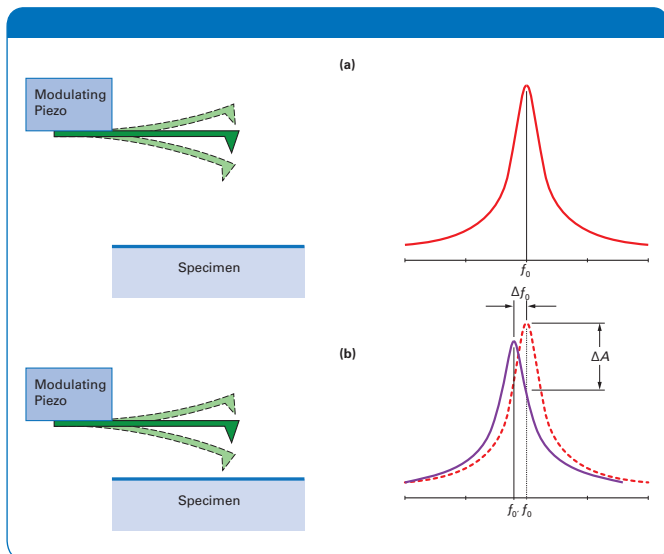 (a)
Modulating
Piezo
Specimen
f₀
Δf₀
(b)
Modulating
Piezo
ΔA
Specimen
f₀' f₀